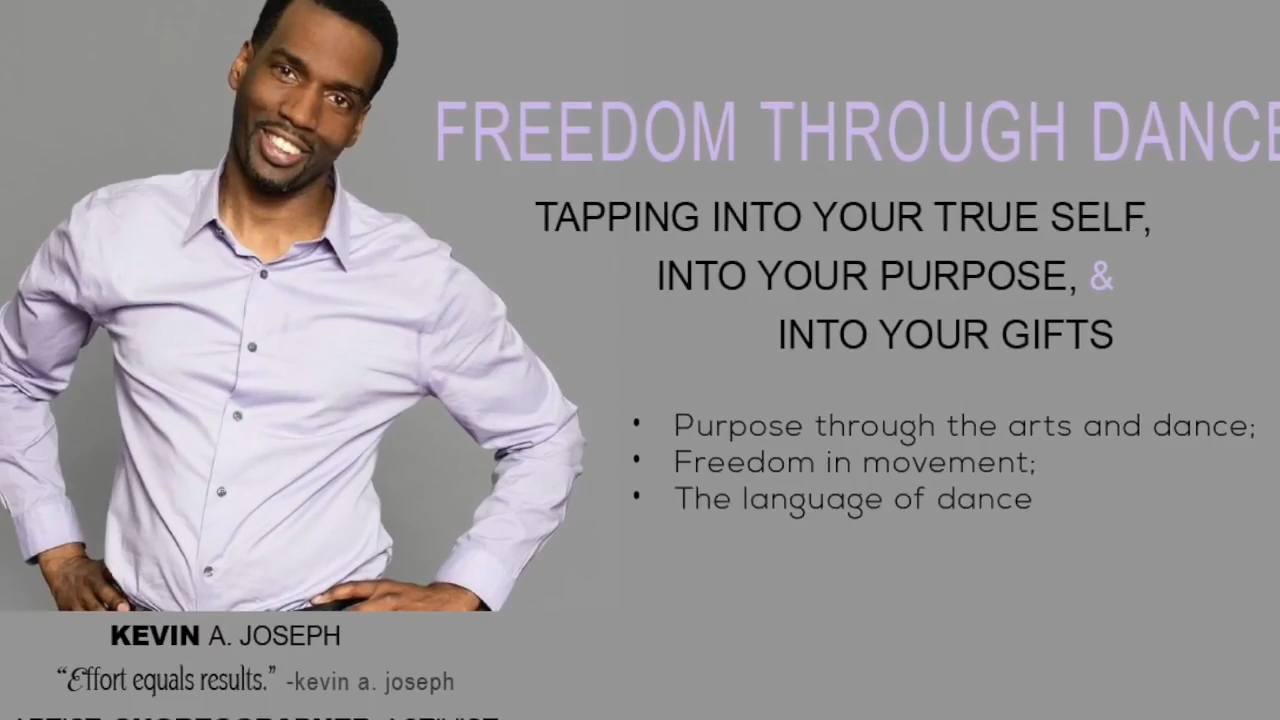 FREEDOM THROUGH DANCE
TAPPING INTO YOUR TRUE SELF,
INTO YOUR PURPOSE, &
INTO YOUR GIFTS
• Purpose through the arts and dance;
• Freedom in movement;
• The language of dance
KEVIN A. JOSEPH
“Effort equals results.” -kevin a. joseph